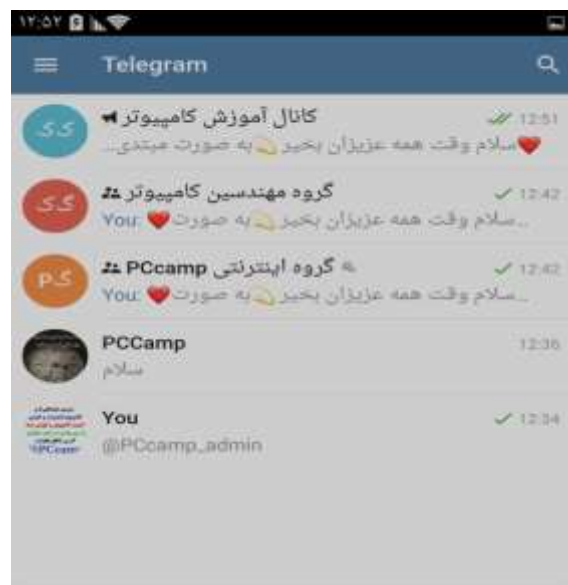 ۱۲:۵۲
Telegram
ک.ک
کانال آموزش کامپیوتر
12:51
❤️سلام وقت همه عزیزان بخیر💫به صورت مبتدی...
گ.ک
گروه مهندسین کامپیوتر
12:42
You: ❤️سلام وقت همه عزیزان بخیر💫به صورت...
گ.P
گروه اینترنتی PCcamp
12:42
You: ❤️سلام وقت همه عزیزان بخیر💫به صورت...
PCCamp
12:36
سلام
You
12:34
@PCcamp_admin